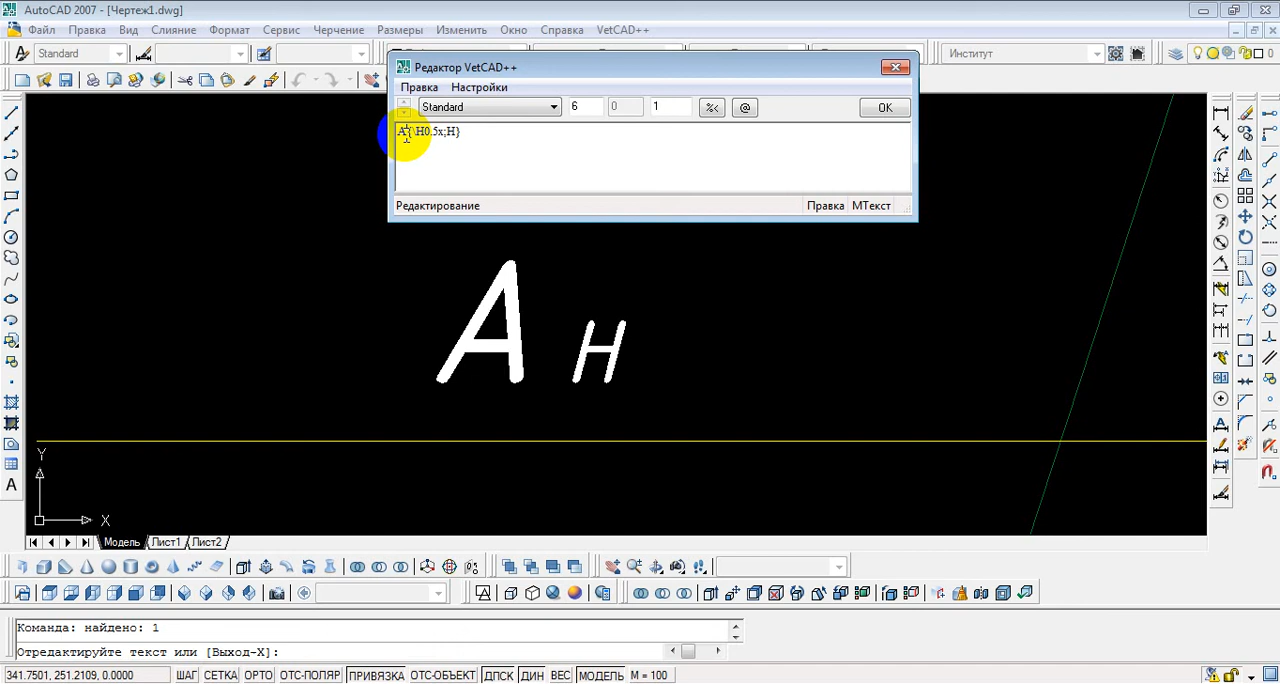 AutoCAD 2007 - [Чертеж1.dwg]
Файл Правка Вид Слияние Формат Сервис Черчение Размеры Изменить Окно Справка VetCAD++
Standard
Институт
0
Редактор VetCAD++
Правка Настройки
Standard 6 0 1 %< @ OK
A{\H0.5x;H}
Редактирование Правка МТекст
A H
Y
X
Модель Лист1 Лист2
Команда: найдено: 1
Отредактируйте текст или [Выход-X]:
341.7501, 251.2109, 0.0000 ШАГ СЕТКА ОРТО ОТС-ПОЛЯР ПРИВЯЗКА ОТС-ОБЪЕКТ ДПСК ДИН ВЕС МОДЕЛЬ M = 100